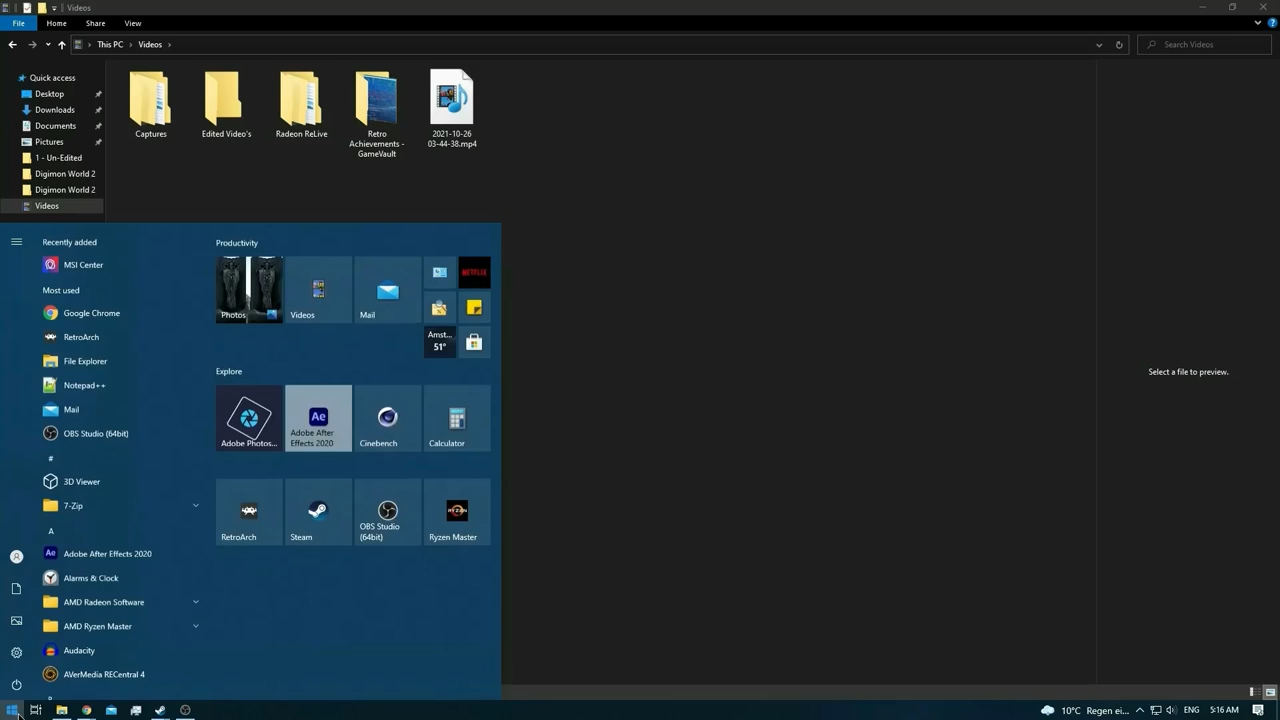 Videos
File
Home
Share
View
This PC
Videos
Search Videos
Quick access
Desktop
Downloads
Documents
Pictures
1 - Un-Edited
Digimon World 2
Digimon World 2
Videos
Captures
Edited Video's
Radeon ReLive
Retro
Achievements -
GameVault
2021-10-26
03-44-38.mp4
Select a file to preview.
Recently added
MSI Center
Most used
Google Chrome
RetroArch
File Explorer
Notepad++
Mail
OBS Studio (64bit)
#
3D Viewer
7-Zip
A
Adobe After Effects 2020
Alarms & Clock
AMD Radeon Software
AMD Ryzen Master
Audacity
AVerMedia RECentral 4
Productivity
Photos
Videos
Mail
NETFLIX
Amst...
51°
Explore
Adobe Photos...
Ae
Adobe After
Effects 2020
Cinebench
Calculator
RetroArch
Steam
OBS Studio
(64bit)
RYZEN
Ryzen Master
10°C Regen ei...
ENG
5:16 AM